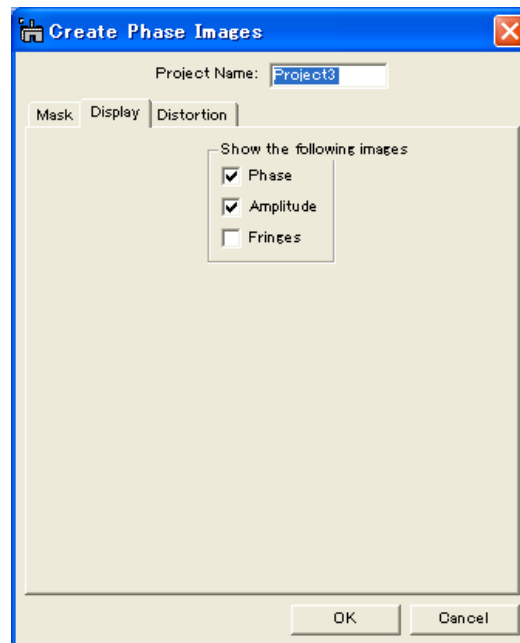 Create Phase Images
Project Name: Project3
Mask Display Distortion
Show the following images
Phase
Amplitude
Fringes
OK Cancel